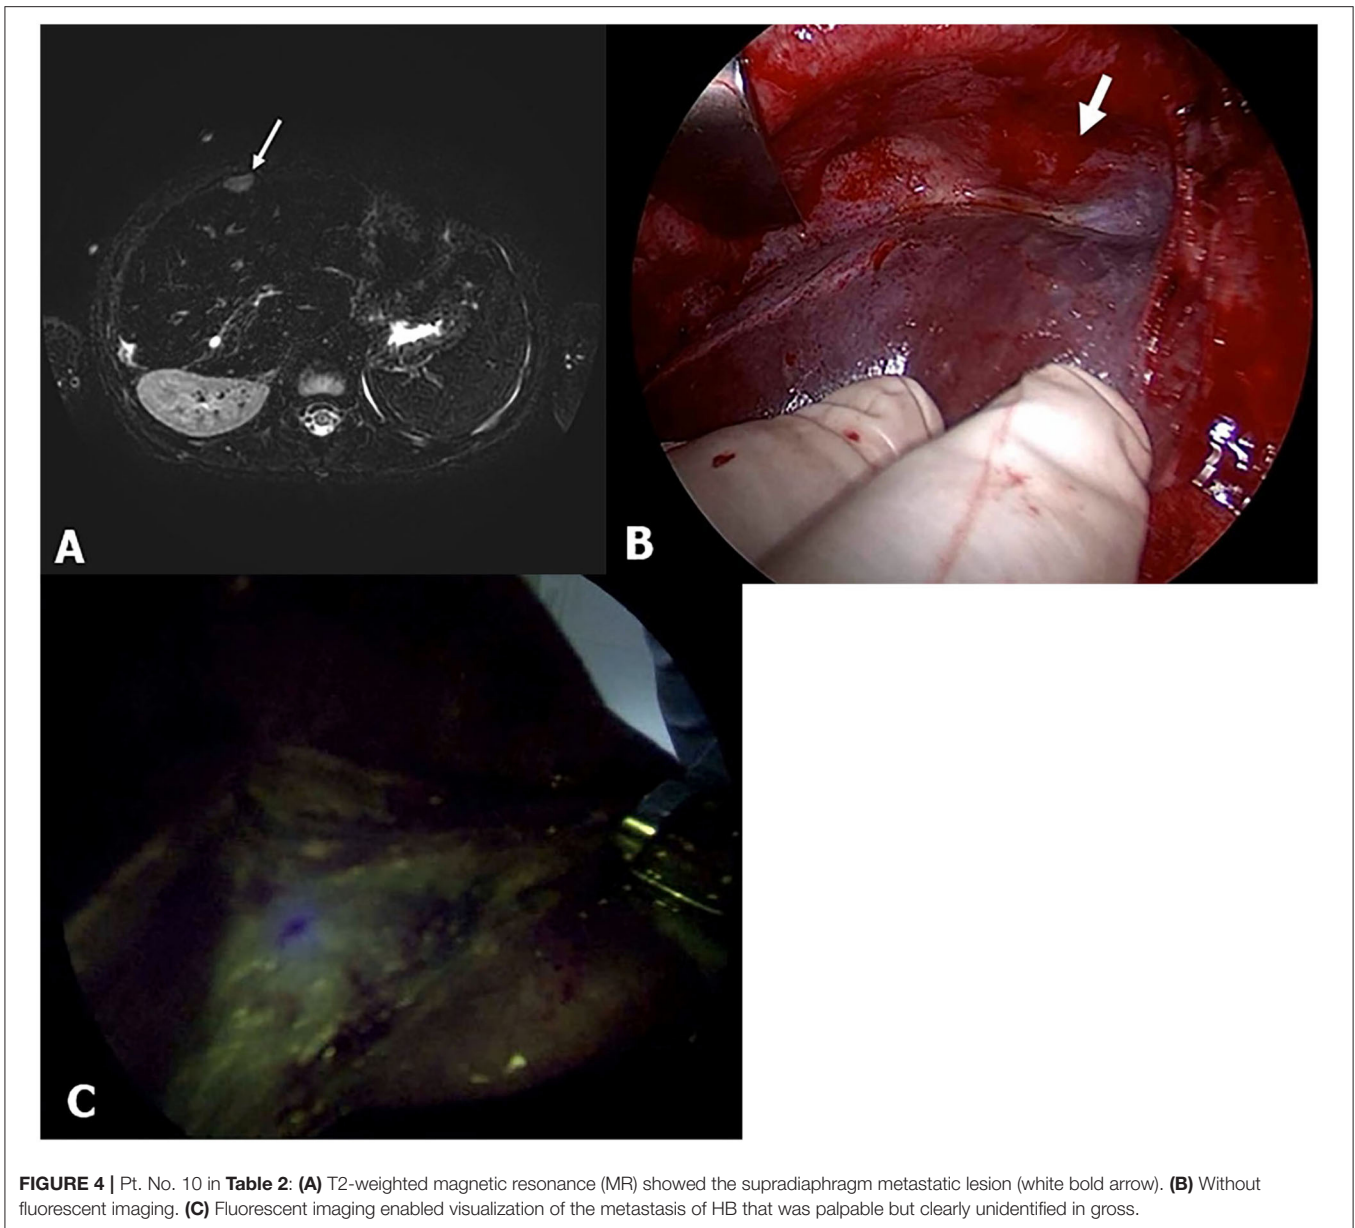 A
B
C
FIGURE 4 | Pt. No. 10 in Table 2: (A) T2-weighted magnetic resonance (MR) showed the supradiaphragm metastatic lesion (white bold arrow). (B) Without
fluorescent imaging. (C) Fluorescent imaging enabled visualization of the metastasis of HB that was palpable but clearly unidentified in gross.